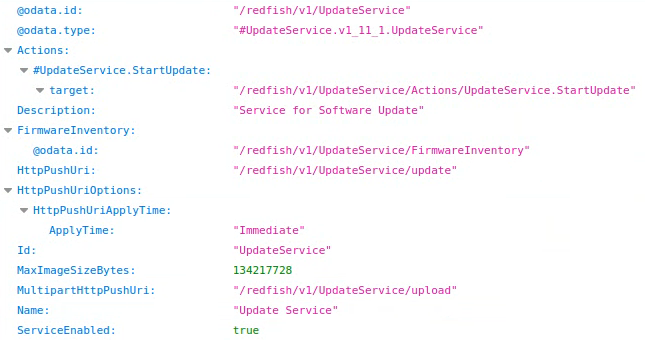 @odata.id: "/redfish/v1/UpdateService"
@odata.type: "#UpdateService.v1_11_1.UpdateService"
Actions:
#UpdateService.StartUpdate:
target: "/redfish/v1/UpdateService/Actions/UpdateService.StartUpdate"
Description: "Service for Software Update"
FirmwareInventory:
@odata.id: "/redfish/v1/UpdateService/FirmwareInventory"
HttpPushUri: "/redfish/v1/UpdateService/update"
HttpPushUriOptions:
HttpPushUriApplyTime:
ApplyTime: "Immediate"
Id: "UpdateService"
MaxImageSizeBytes: 134217728
MultipartHttpPushUri: "/redfish/v1/UpdateService/upload"
Name: "Update Service"
ServiceEnabled: true